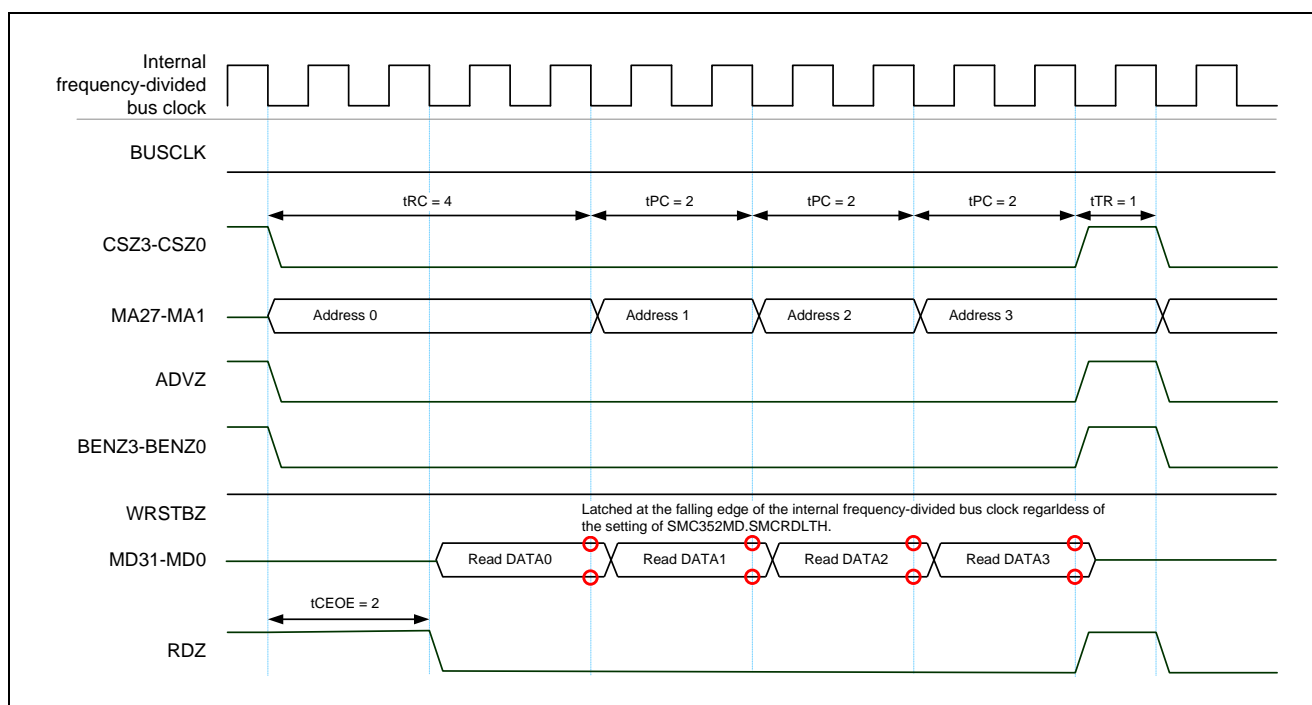 Internal
frequency-divided
bus clock
BUSCLK
tRC = 4
tPC = 2
tPC = 2
tPC = 2
tTR = 1
CSZ3-CSZ0
MA27-MA1
Address 0
Address 1
Address 2
Address 3
ADVZ
BENZ3-BENZ0
WRSTBZ
Latched at the falling edge of the internal frequency-divided bus clock regarldess of
the setting of SMC352MD.SMCRDLTH.
MD31-MD0
Read DATA0
Read DATA1
Read DATA2
Read DATA3
tCEOE = 2
RDZ